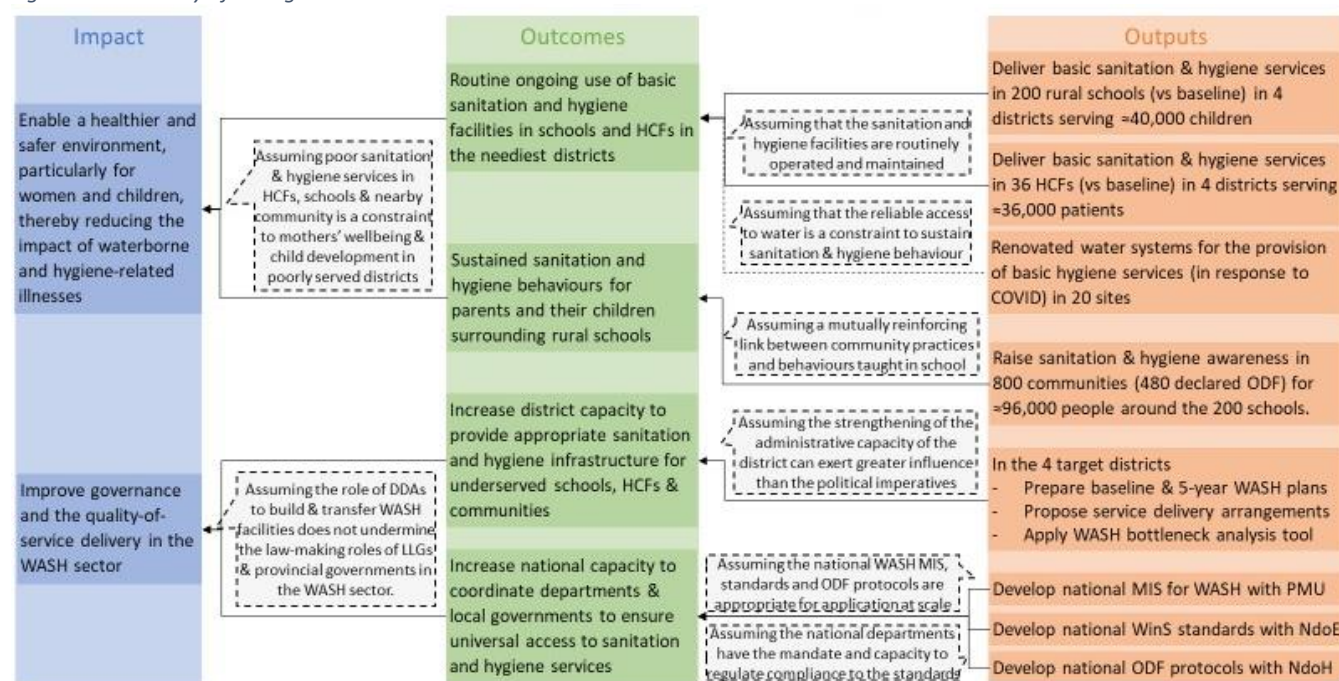 Impact
Enable a healthier and
safer environment,
particularly for
women and children,
thereby reducing the
impact of waterborne
and hygiene-related
illnesses
Improve governance
and the quality-of-
service delivery in the
WASH sector
Assuming poor sanitation
& hygiene services in
HCFs, schools & nearby
community is a constraint
to mothers' wellbeing &
child development in
poorly served districts
Assuming the role of DDAs
to build & transfer WASH
facilities does not undermine
the law-making roles of LLGs
& provincial governments in
the WASH sector.
Outcomes
Routine ongoing use of basic
sanitation and hygiene
facilities in schools and HCFs in
the neediest districts
Sustained sanitation and
hygiene behaviours for
parents and their children
surrounding rural schools
Increase district capacity to
provide appropriate sanitation
and hygiene infrastructure for
underserved schools, HCFs &
communities
Increase national capacity to
coordinate departments &
local governments to ensure
universal access to sanitation
and hygiene services
Assuming that the sanitation and
hygiene facilities are routinely
operated and maintained
Assuming that the reliable access
to water is a constraint to sustain
sanitation & hygiene behaviour
Assuming a mutually reinforcing
link between community practices
and behaviours taught in school
Assuming the strengthening of the
administrative capacity of the
district can exert greater influence
than the political imperatives
Assuming the national WASH MIS,
standards and ODF protocols are
appropriate for application at scale
Assuming the national departments
have the mandate and capacity to
regulate compliance to the standards
Outputs
Deliver basic sanitation & hygiene services
in 200 rural schools (vs baseline) in 4
districts serving ≈40,000 children
Deliver basic sanitation & hygiene services
in 36 HCFs (vs baseline) in 4 districts serving
≈36,000 patients
Renovated water systems for the provision
of basic hygiene services (in response to
COVID) in 20 sites
Raise sanitation & hygiene awareness in
800 communities (480 declared ODF) for
≈96,000 people around the 200 schools.
In the 4 target districts
- Prepare baseline & 5-year WASH plans
- Propose service delivery arrangements
- Apply WASH bottleneck analysis tool
Develop national MIS for WASH with PMU
Develop national WinS standards with NdoE
Develop national ODF protocols with NdoH